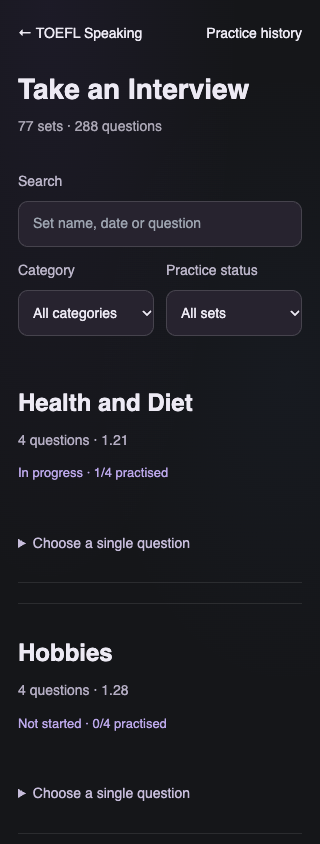 ← TOEFL Speaking
Practice history
Take an Interview
77 sets · 288 questions
Search
Set name, date or question
Category
Practice status
All categories
All sets
Health and Diet
4 questions · 1.21
In progress · 1/4 practised
▶ Choose a single question
Hobbies
4 questions · 1.28
Not started · 0/4 practised
▶ Choose a single question